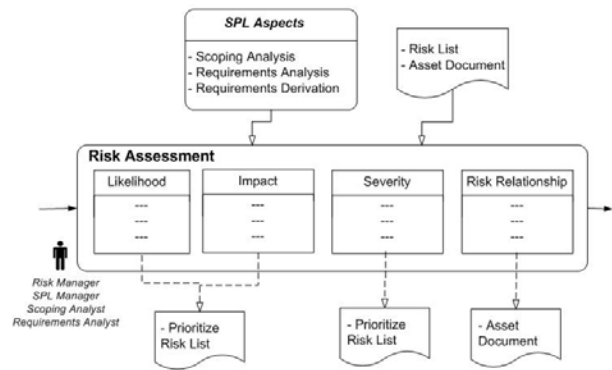 SPL Aspects
- Scoping Analysis
- Requirements Analysis
- Requirements Derivation
- Risk List
- Asset Document
Risk Assessment
Likelihood
---
---
---
Impact
---
---
---
Severity
---
---
---
Risk Relationship
---
---
---
Risk Manager
SPL Manager
Scoping Analyst
Requirements Analyst
- Prioritize
Risk List
- Prioritize
Risk List
- Asset
Document